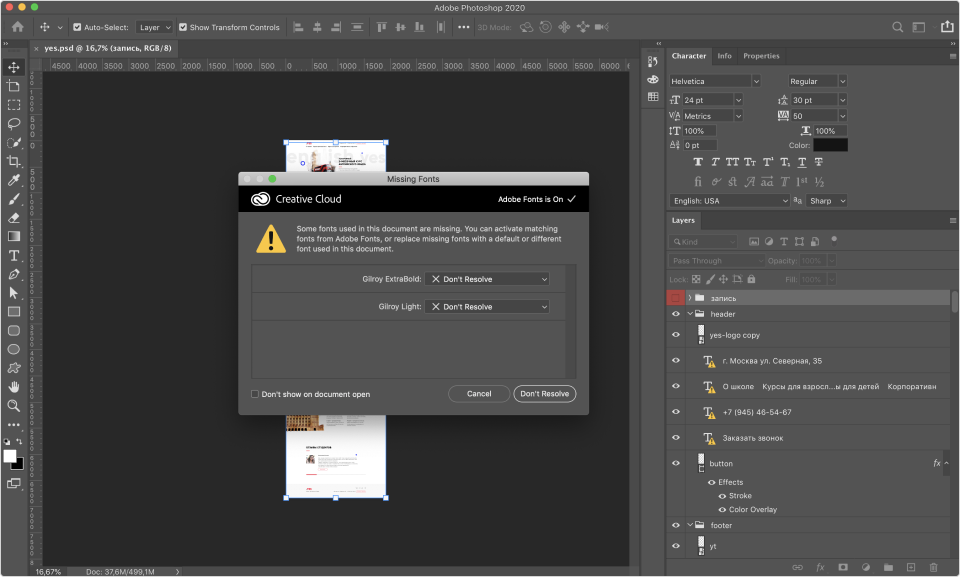 Adobe Photoshop 2020
Auto-Select: Layer Show Transform Controls 3D Mode:
yes.psd @ 16,7% (запись, RGB/8)
4500 4000 3500 3000 2500 2000 1500 1000 500 0 500 1000 1500 2000 2500 3000 3500 4000 4500 5000 5500 6000
Character Info Properties
Helvetica Regular
24 pt 30 pt
Metrics 50
100% 100%
0 pt Color:
English: USA Sharp
Layers
Kind
Pass Through Opacity: 100%
Lock: Fill: 100%
запись
header
yes-logo copy
г. Москва ул. Северная, 35
О школе Курсы для взросл...ы для детей Корпоративн
+7 (945) 46-54-67
Заказать звонок
button fx
Effects
Stroke
Color Overlay
footer
yt
english yes
Missing Fonts
Creative Cloud Adobe Fonts is On
Some fonts used in this document are missing. You can activate matching
fonts from Adobe Fonts, or replace missing fonts with a default or different
font used in this document.
Gilroy ExtraBold: Don't Resolve
Gilroy Light: Don't Resolve
Don't show on document open Cancel Don't Resolve
16,67% Doc: 37,6M/499,1M